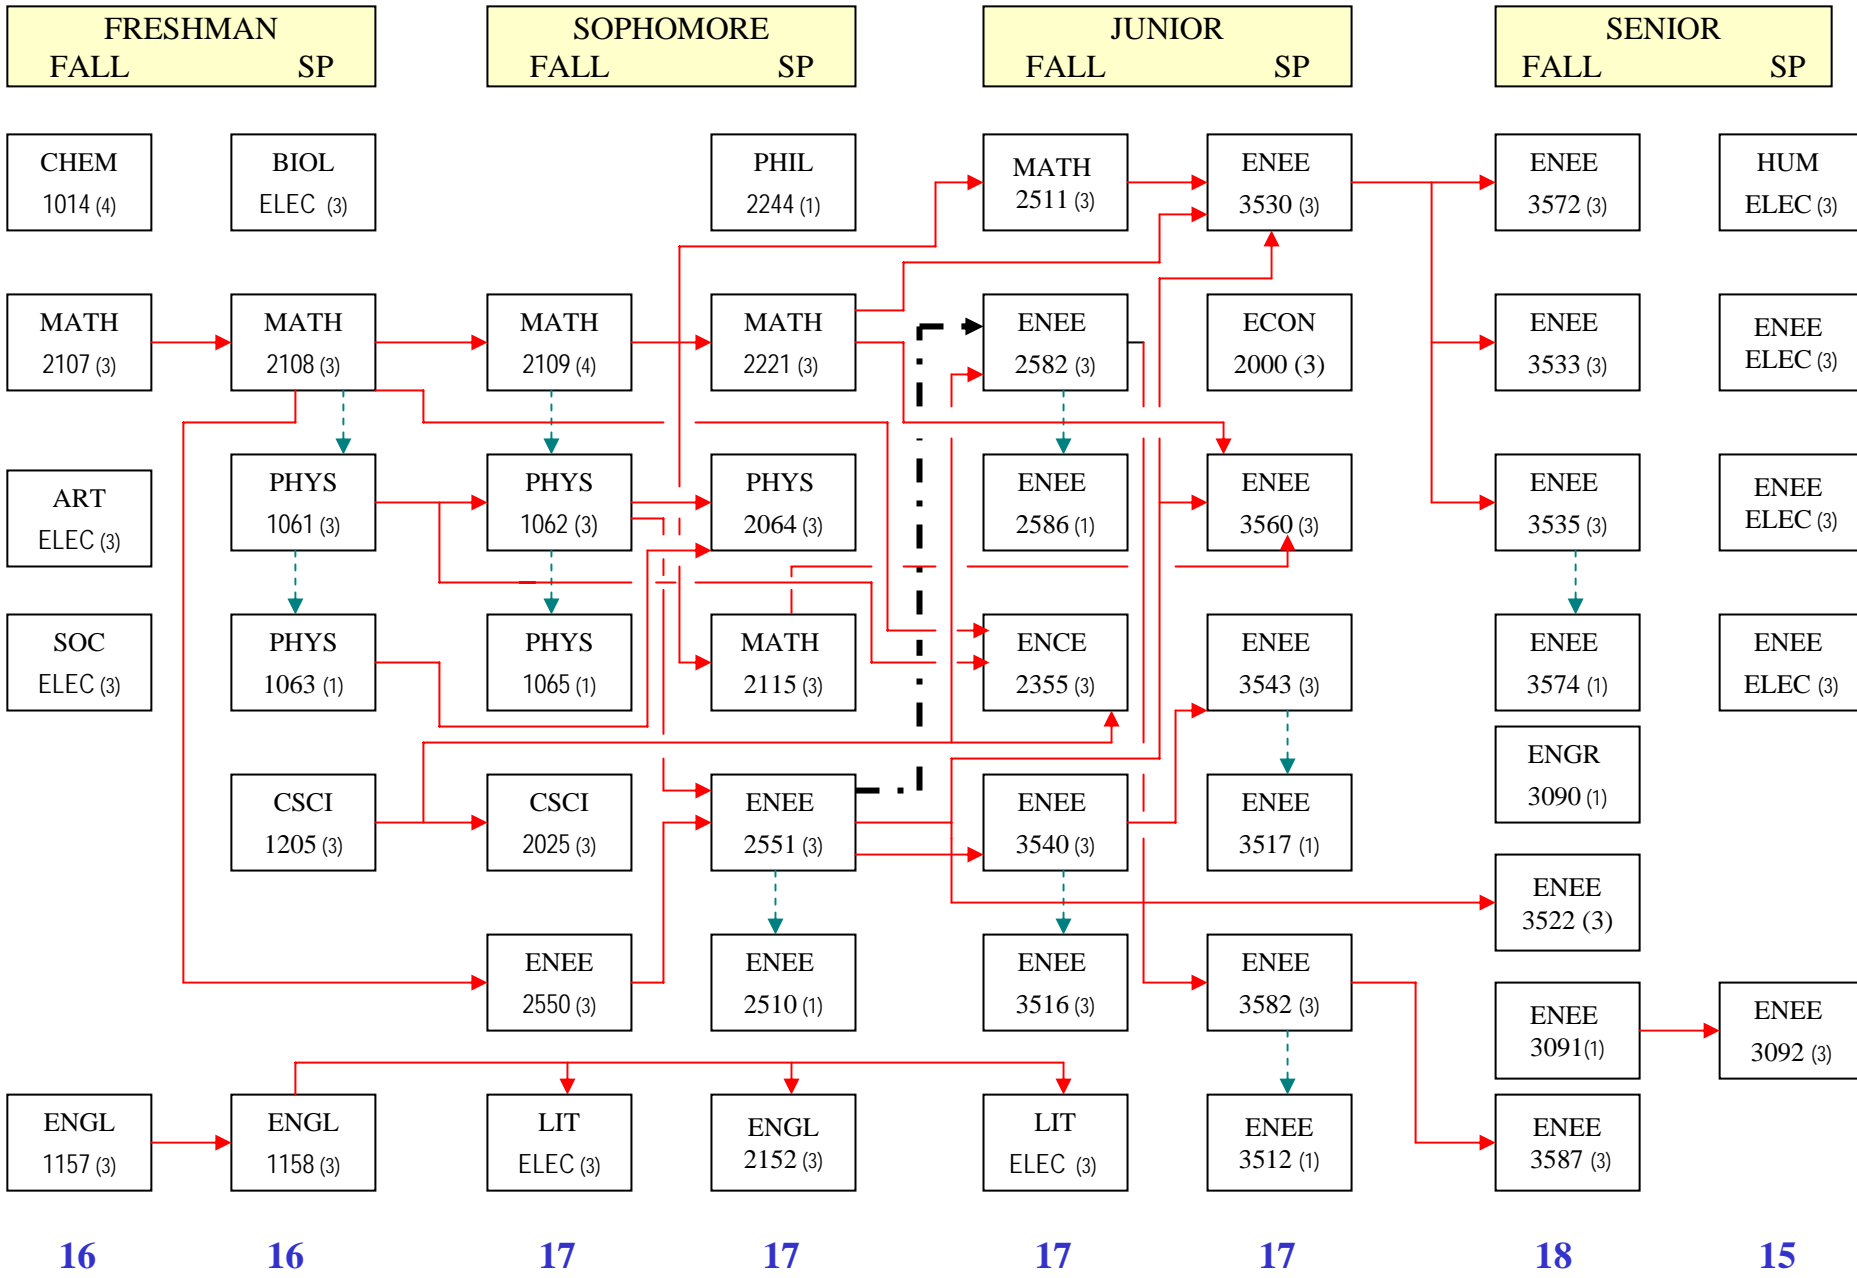 FRESHMAN
FALL SP
SOPHOMORE
FALL SP
JUNIOR
FALL SP
SENIOR
FALL SP
CHEM
1014 (4)
BIOL
ELEC (3)
PHIL
2244 (1)
MATH
2511 (3)
ENEE
3530 (3)
ENEE
3572 (3)
HUM
ELEC (3)
MATH
2107 (3)
MATH
2108 (3)
MATH
2109 (4)
MATH
2221 (3)
ENEE
2582 (3)
ECON
2000 (3)
ENEE
3533 (3)
ENEE
ELEC (3)
ART
ELEC (3)
PHYS
1061 (3)
PHYS
1062 (3)
PHYS
2064 (3)
ENEE
2586 (1)
ENEE
3560 (3)
ENEE
3535 (3)
ENEE
ELEC (3)
SOC
ELEC (3)
PHYS
1063 (1)
PHYS
1065 (1)
MATH
2115 (3)
ENCE
2355 (3)
ENEE
3543 (3)
ENEE
3574 (1)
ENEE
ELEC (3)
CSCI
1205 (3)
CSCI
2025 (3)
ENEE
2551 (3)
ENEE
3540 (3)
ENEE
3517 (1)
ENGR
3090 (1)
ENEE
3522 (3)
ENEE
2550 (3)
ENEE
2510 (1)
ENEE
3516 (3)
ENEE
3582 (3)
ENEE
3091(1)
ENEE
3092 (3)
ENGL
1157 (3)
ENGL
1158 (3)
LIT
ELEC (3)
ENGL
2152 (3)
LIT
ELEC (3)
ENEE
3512 (1)
ENEE
3587 (3)
16 16 17 17 17 17 18 15